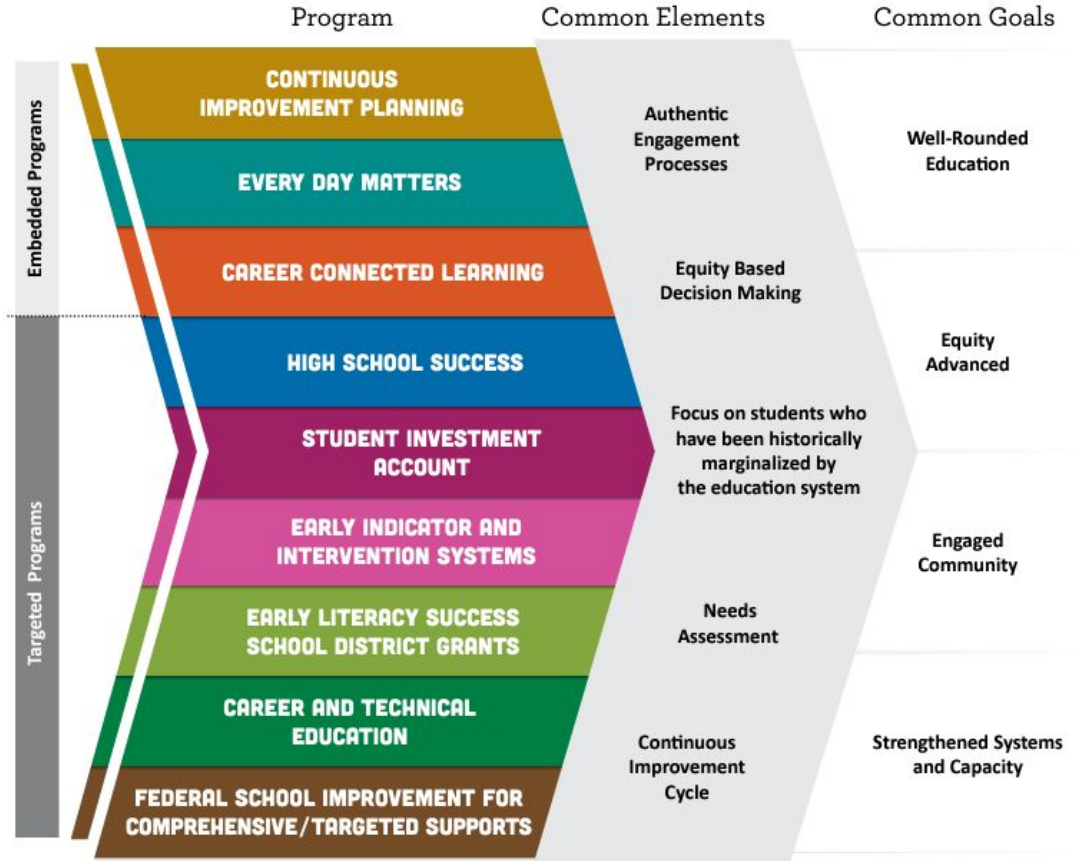 Program
Common Elements
Common Goals
Embedded Programs
Targeted Programs
CONTINUOUS
IMPROVEMENT PLANNING
EVERY DAY MATTERS
CAREER CONNECTED LEARNING
HIGH SCHOOL SUCCESS
STUDENT INVESTMENT
ACCOUNT
EARLY INDICATOR AND
INTERVENTION SYSTEMS
EARLY LITERACY SUCCESS
SCHOOL DISTRICT GRANTS
CAREER AND TECHNICAL
EDUCATION
FEDERAL SCHOOL IMPROVEMENT FOR
COMPREHENSIVE/TARGETED SUPPORTS
Authentic
Engagement
Processes
Equity Based
Decision Making
Focus on students who
have been historically
marginalized by
the education system
Needs
Assessment
Continuous
Improvement
Cycle
Well-Rounded
Education
Equity
Advanced
Engaged
Community
Strengthened Systems
and Capacity